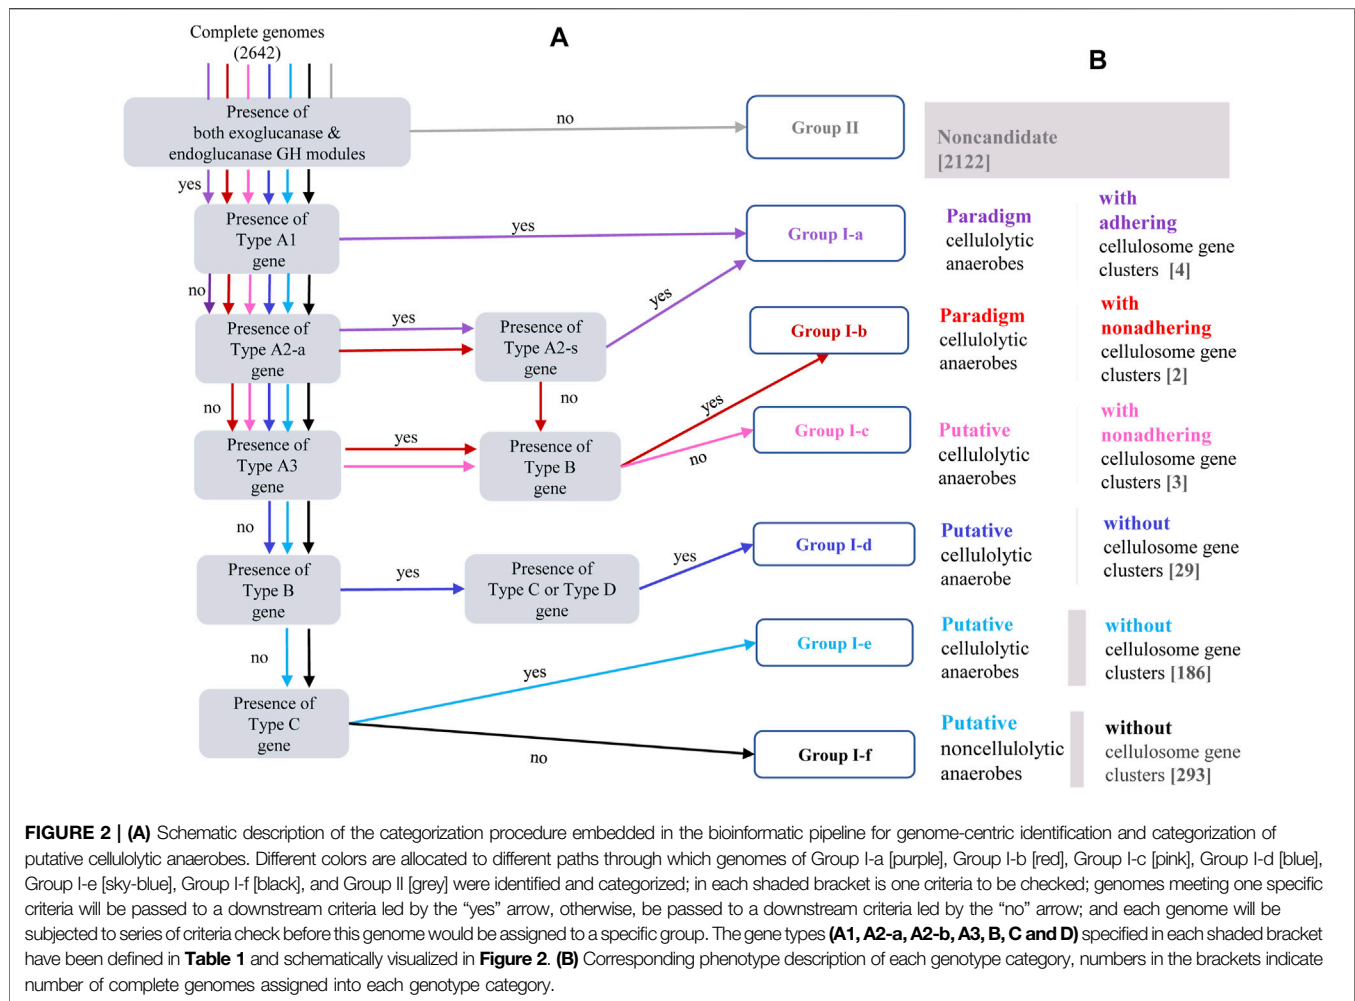 Complete genomes
(2642)
A
B
Presence of
both exoglucanase &
endoglucanase GH modules
no
Group II
Noncandidate
[2122]
yes
Presence of
Type A1
gene
yes
Group I-a
Paradigm
cellulolytic
anaerobes
with
adhering
cellulosome gene
clusters [4]
no
Presence of
Type A2-a
gene
yes
Presence of
Type A2-s
gene
yes
Group I-b
Paradigm
cellulolytic
anaerobes
with
nonadhering
cellulosome gene
clusters [2]
no
no
Presence of
Type A3
gene
yes
Presence of
Type B
gene
yes
no
Group I-c
Putative
cellulolytic
anaerobes
with
nonadhering
cellulosome gene
clusters [3]
no
Presence of
Type B
gene
yes
Presence of
Type C or Type D
gene
yes
Group I-d
Putative
cellulolytic
anaerobe
without
cellulosome gene
clusters [29]
no
Presence of
Type C
gene
yes
Group I-e
Putative
cellulolytic
anaerobes
without
cellulosome gene
clusters [186]
no
Group I-f
Putative
noncellulolytic
anaerobes
without
cellulosome gene
clusters [293]
FIGURE 2 | (A) Schematic description of the categorization procedure embedded in the bioinformatic pipeline for genome-centric identification and categorization of
putative cellulolytic anaerobes. Different colors are allocated to different paths through which genomes of Group I-a [purple], Group I-b [red], Group I-c [pink], Group I-d [blue],
Group I-e [sky-blue], Group I-f [black], and Group II [grey] were identified and categorized; in each shaded bracket is one criteria to be checked; genomes meeting one specific
criteria will be passed to a downstream criteria led by the “yes” arrow, otherwise, be passed to a downstream criteria led by the “no” arrow; and each genome will be
subjected to series of criteria check before this genome would be assigned to a specific group. The gene types (A1, A2-a, A2-b, A3, B, C and D) specified in each shaded bracket
have been defined in Table 1 and schematically visualized in Figure 2. (B) Corresponding phenotype description of each genotype category, numbers in the brackets indicate
number of complete genomes assigned into each genotype category.